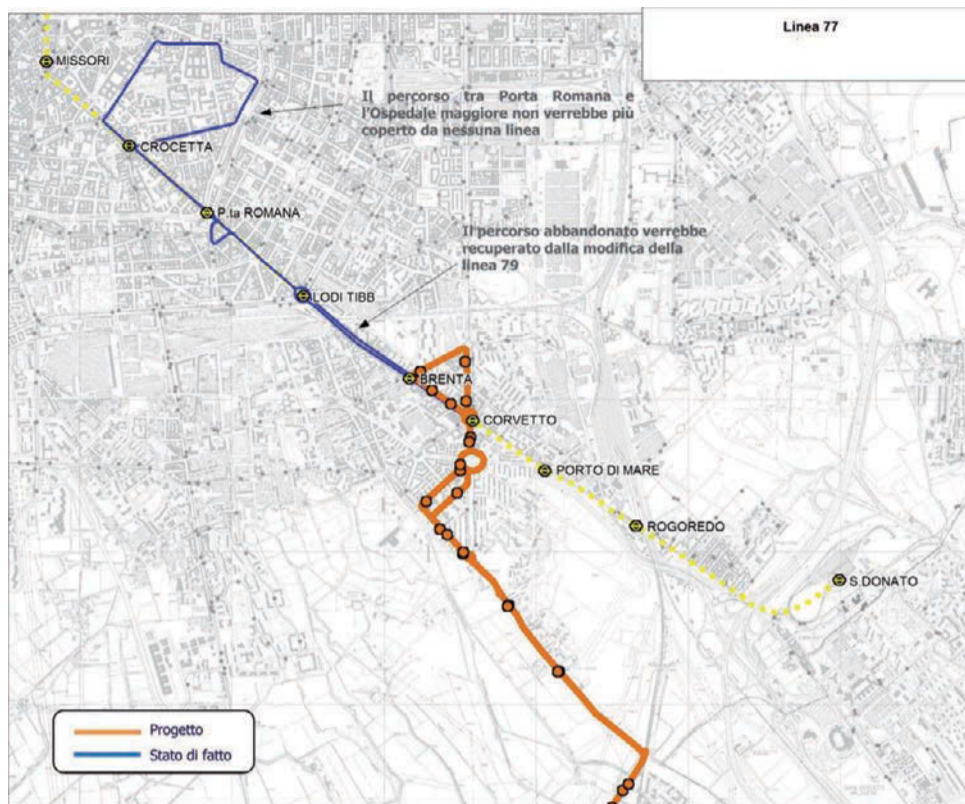 Linea 77
MISSORI
Il percorso tra Porta Romana e
l'Ospedale maggiore non verrebbe più
coperto da nessuna linea
CROCETTA
P.ta ROMANA
Il percorso abbandonato verrebbe
recuperato dalla modifica della
linea 79
LODI TIBB
BRENTA
CORVETTO
PORTO DI MARE
ROGOREDO
S.DONATO
Progetto
Stato di fatto